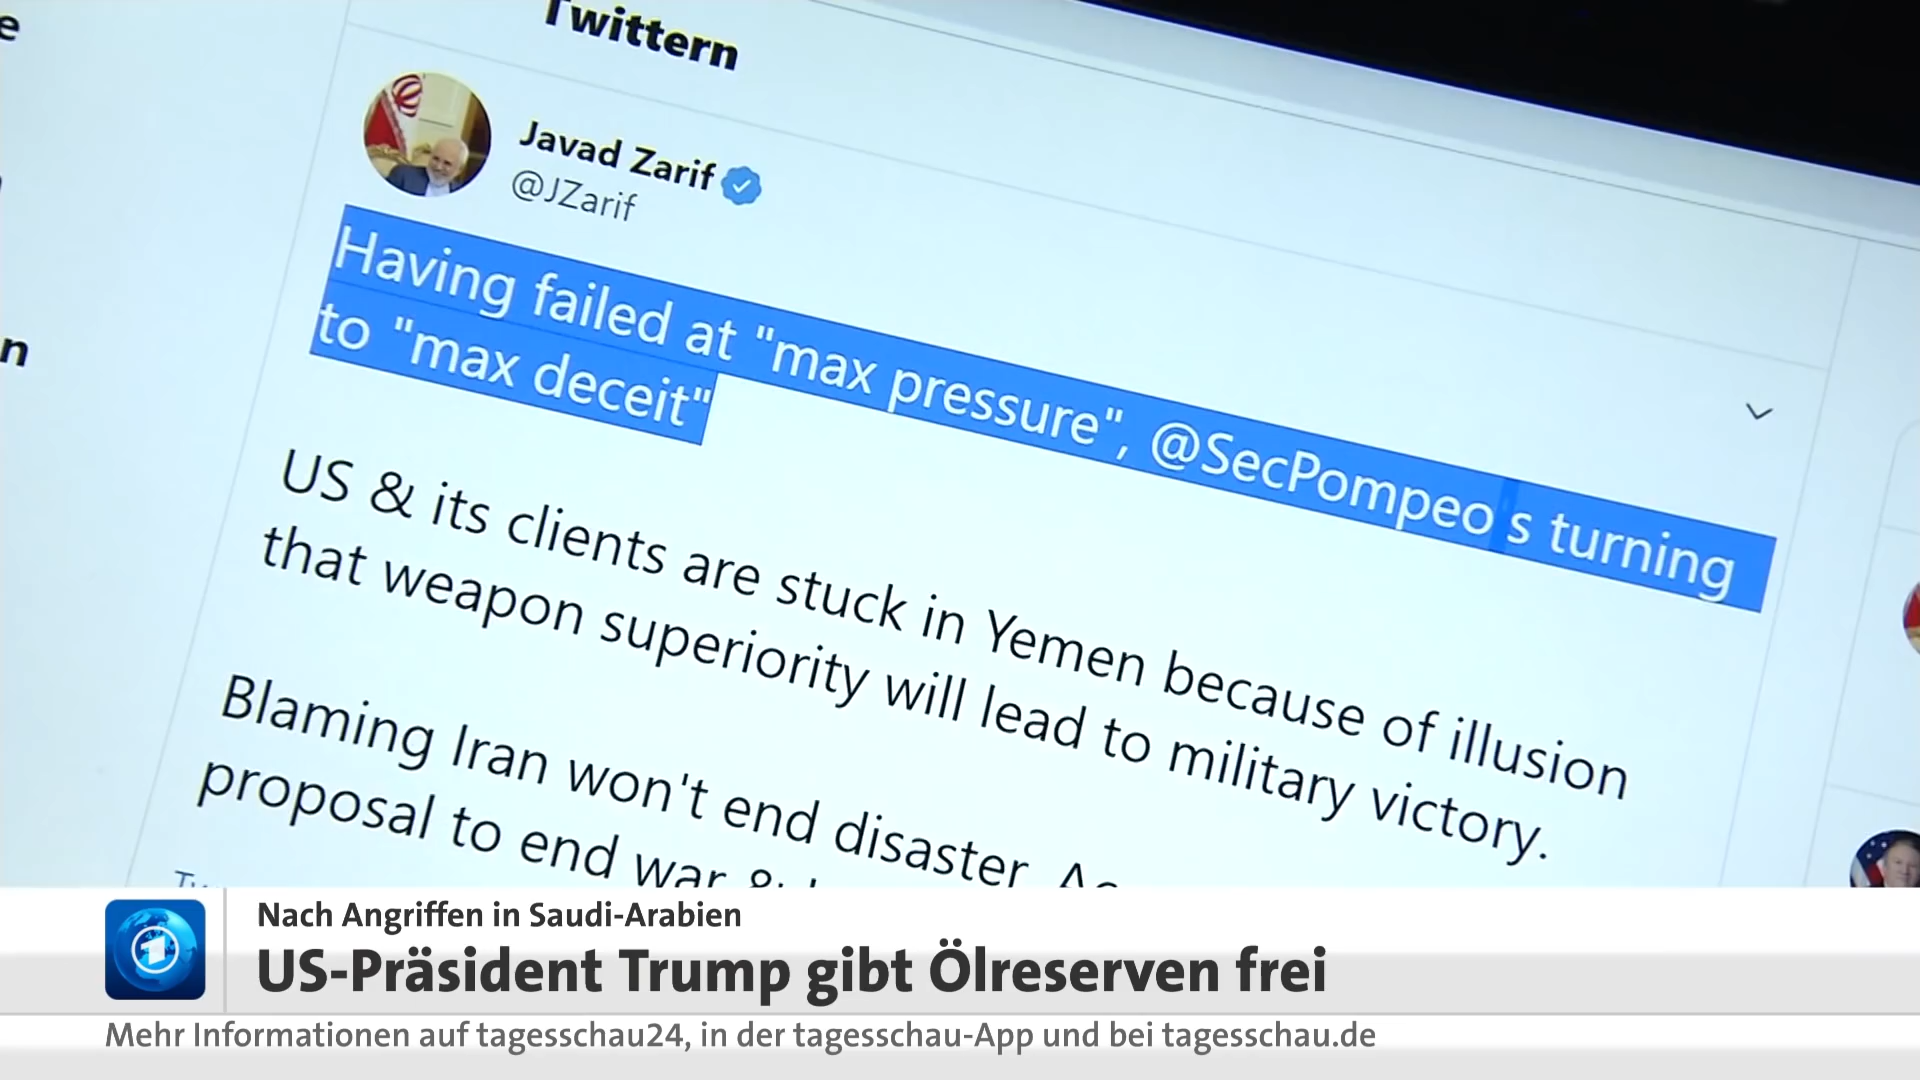 Twittern
Javad Zarif
@JZarif
Having failed at "max pressure", @SecPompeo's turning
to "max deceit"
US & its clients are stuck in Yemen because of illusion
that weapon superiority will lead to military victory.
Blaming Iran won't end disaster.
proposal to end war &
Nach Angriffen in Saudi-Arabien
US-Präsident Trump gibt Ölreserven frei
Mehr Informationen auf tagesschau24, in der tagesschau-App und bei tagesschau.de